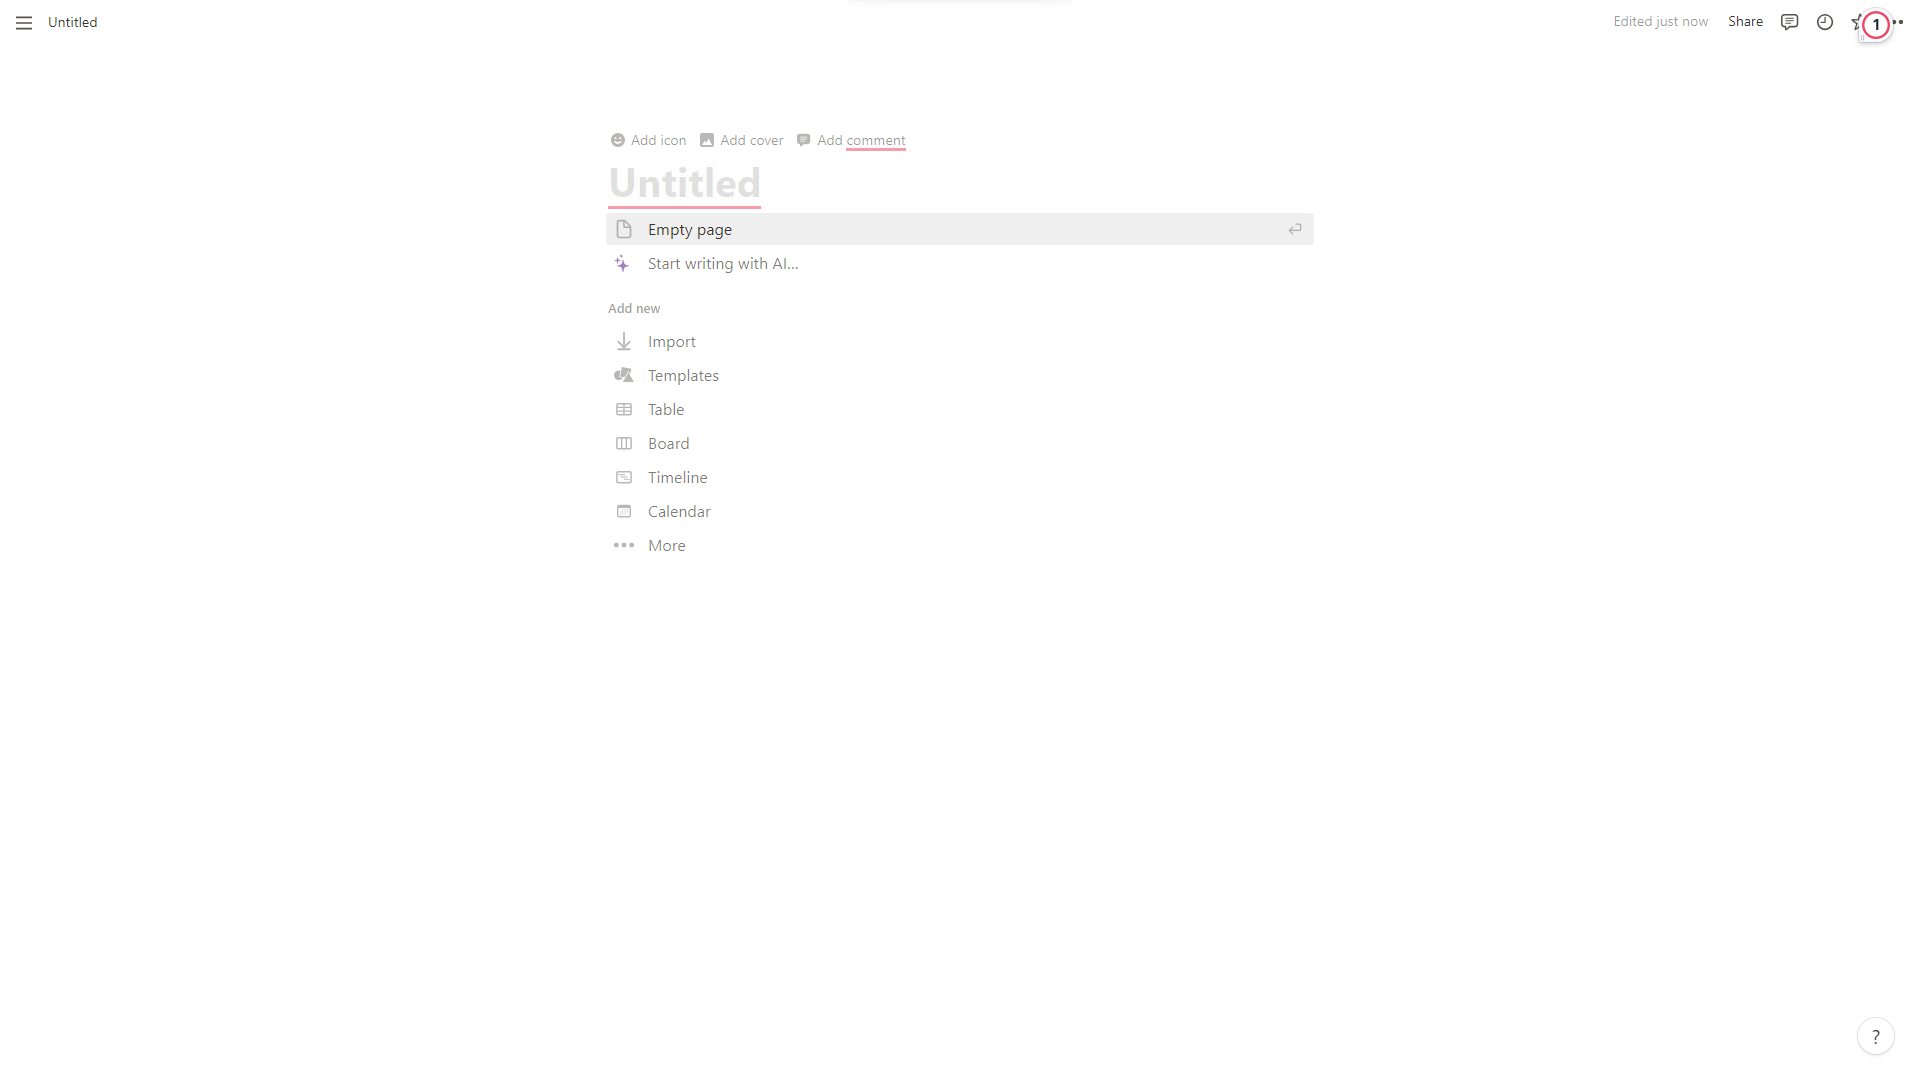 Untitled
Edited just now Share
1
Add icon Add cover Add comment
Untitled
Empty page
Start writing with AI...
Add new
Import
Templates
Table
Board
Timeline
Calendar
More
?